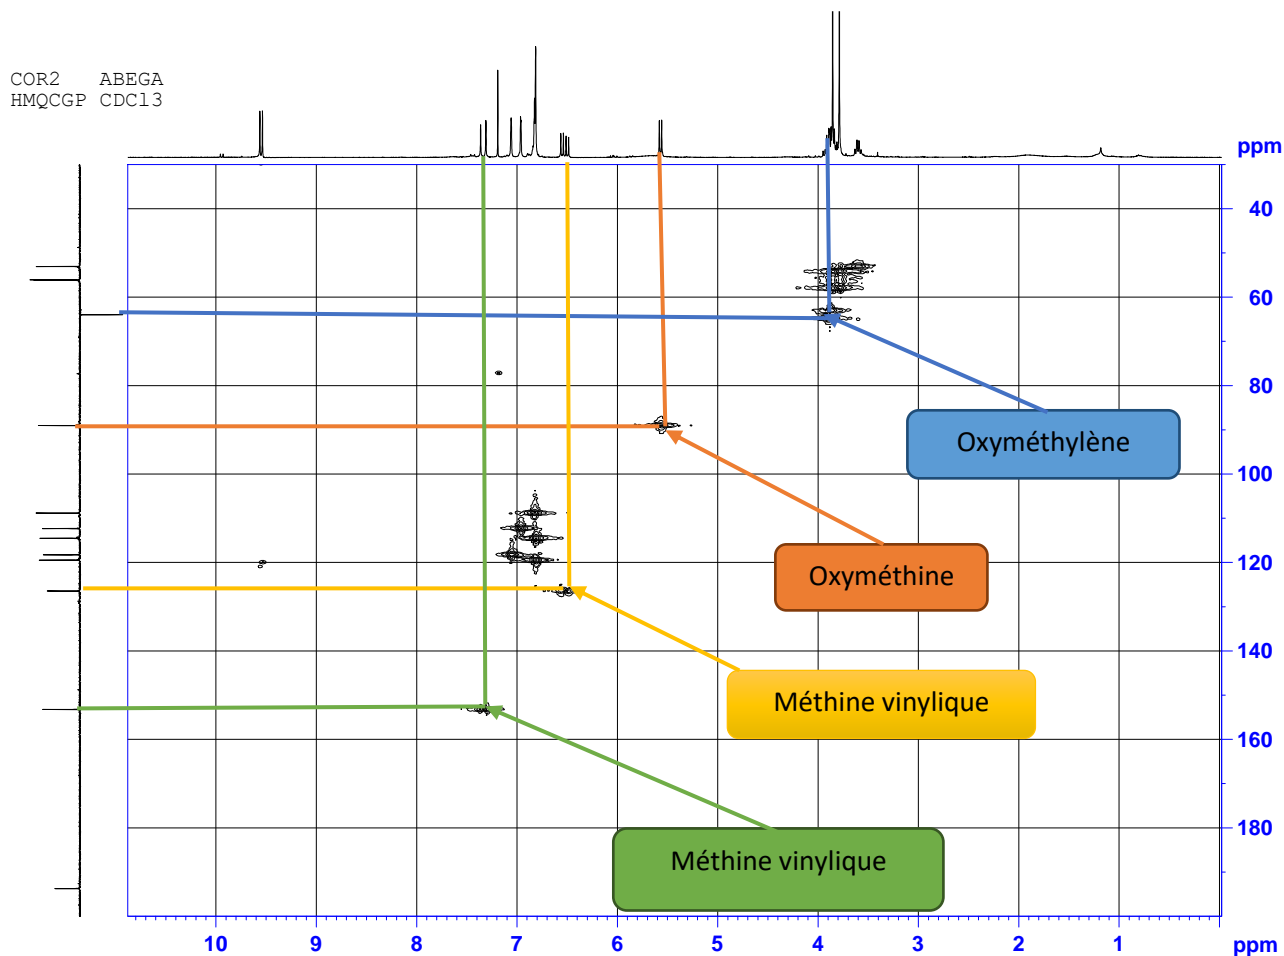 COR2 ABEGA
HMQCGP CDCl3
ppm
40
60
80
Oxyméthylène
100
120
Oxyméthine
140
Méthine vinylique
160
180
Méthine vinylique
10 9 8 7 6 5 4 3 2 1 ppm